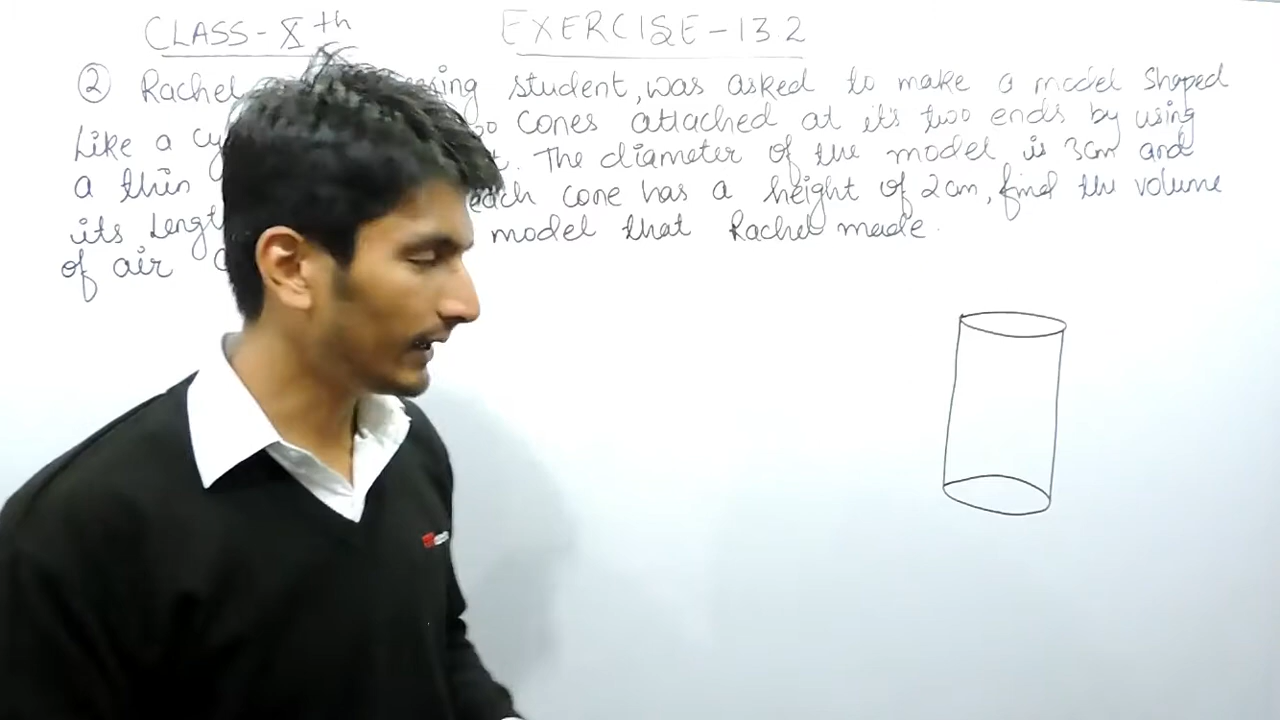 CLASS-Xth EXERCISE-13.2
② Rachel student, was asked to make a model shaped
Like a cones attached at it's two ends by using
a thin The diameter of the model is 3cm and
its each cone has a height of 2cm, find the volume
of air model that Rachel made.